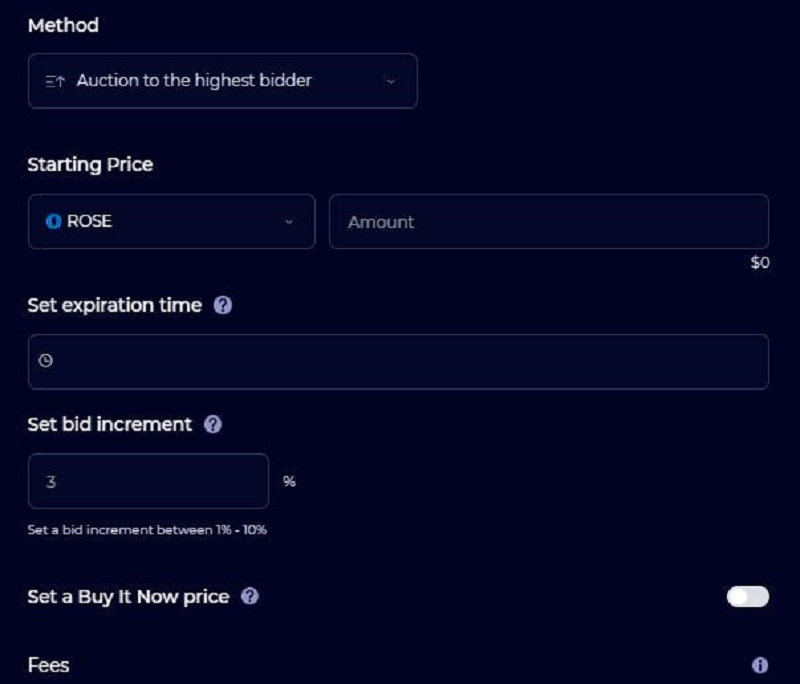 Method
Auction to the highest bidder
Starting Price
ROSE
Amount
$0
Set expiration time ?
Set bid increment ?
3
%
Set a bid increment between 1% - 10%
Set a Buy It Now price ?
Fees i